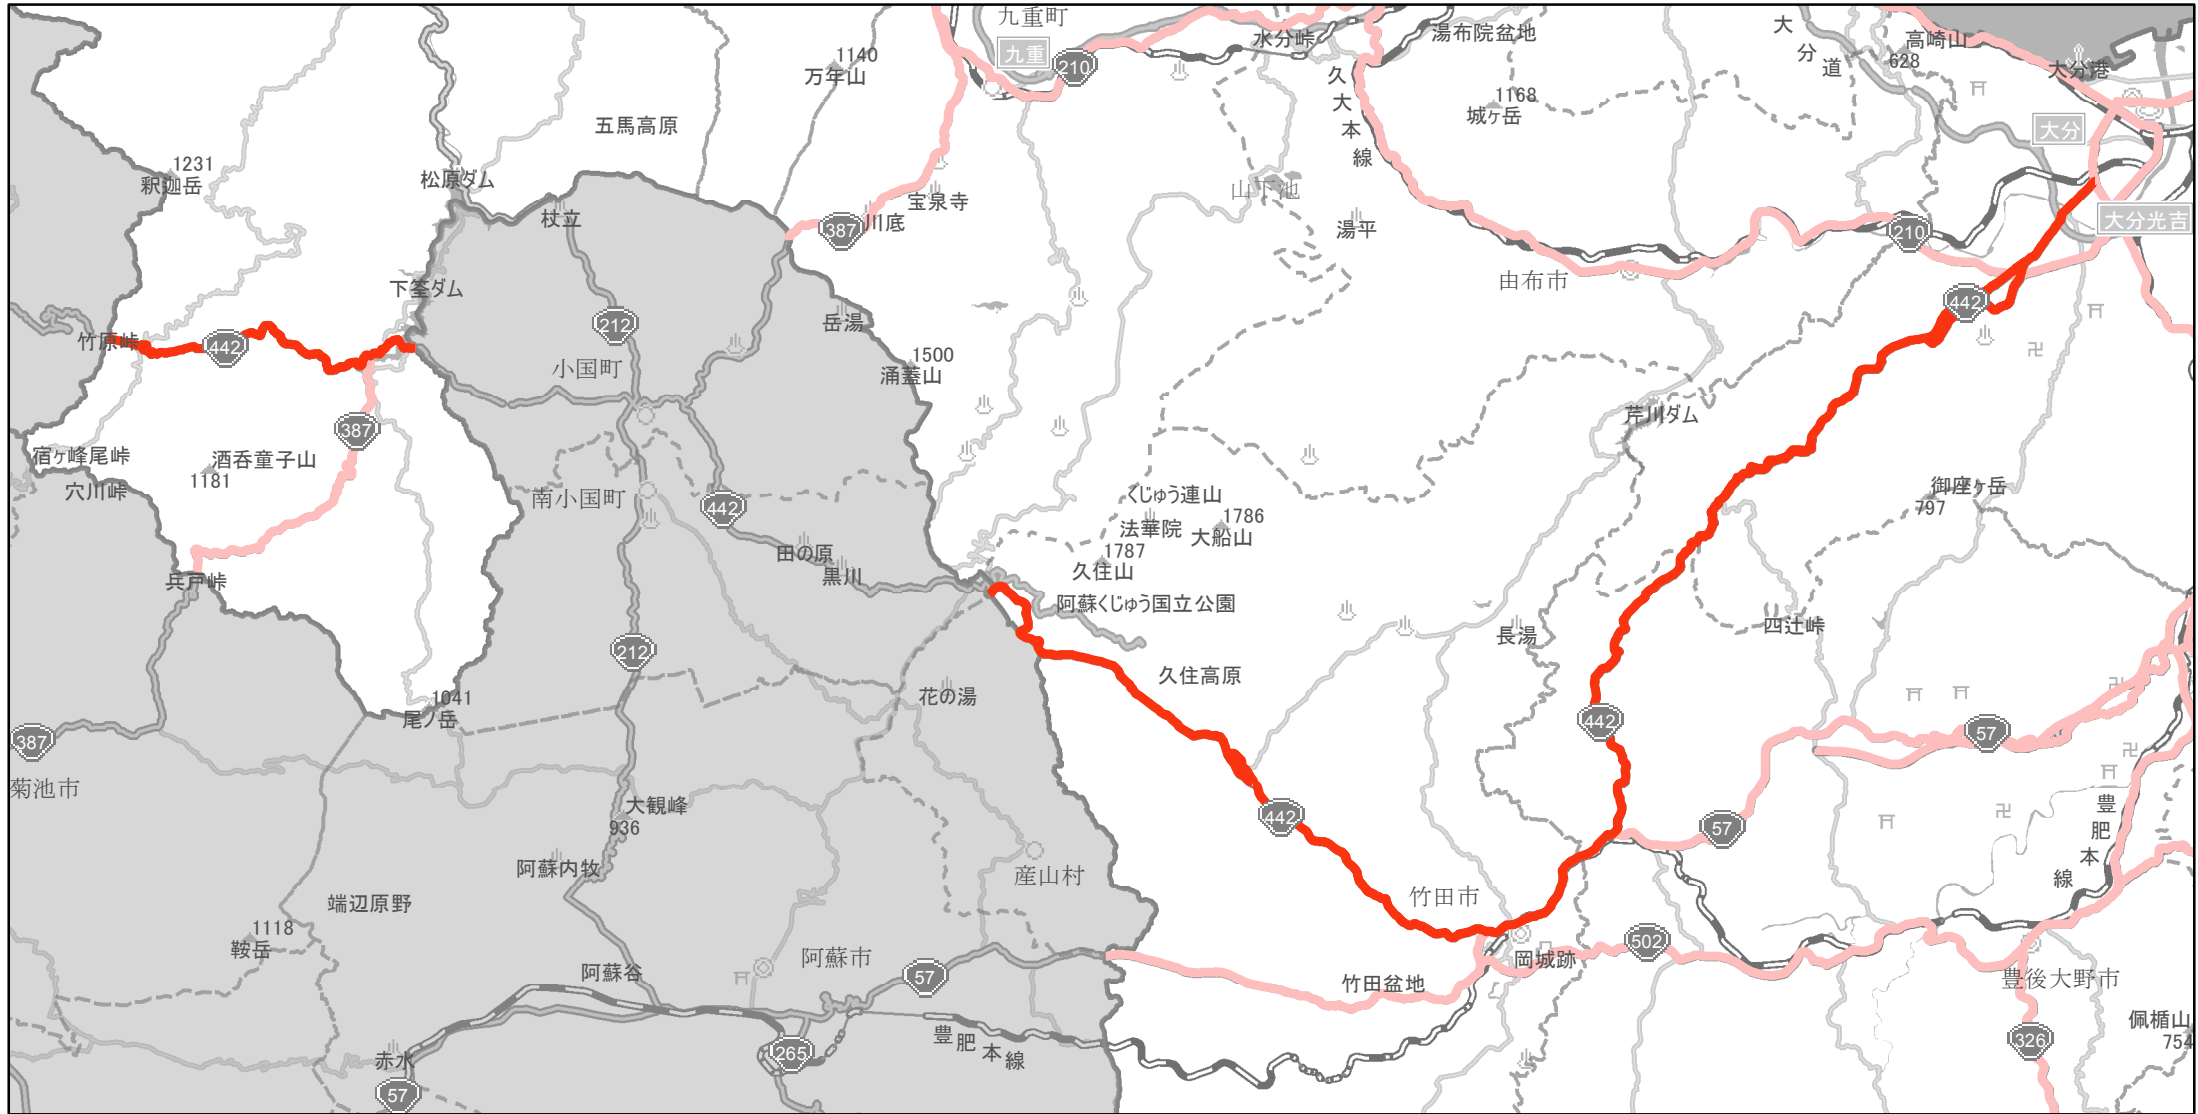 九重町
九重
210
水分峠
湯布院盆地
大分道
高崎山
628
大分港
1140
万年山
久大本線
1168
城ヶ岳
大分
五馬高原
1231
釈迦岳
松原ダム
杖立
387
川底
宝泉寺
山下池
湯平
210
大分光吉
由布市
下筌ダム
竹原峠
442
212
岳湯
442
小国町
1500
涌蓋山
387
芹川ダム
宿ヶ峰尾峠
穴川峠
酒呑童子山
1181
南小国町
442
くじゅう連山
法華院
1786
大船山
御座ヶ岳
797
田の原
黒川
1787
久住山
兵戸峠
阿蘇くじゅう国立公園
長湯
四辻峠
212
久住高原
花の湯
1041
尾ノ岳
442
387
57
菊池市
大観峰
936
442
57
豊肥本線
阿蘇内牧
産山村
竹田市
端辺原野
1118
鞍岳
阿蘇市
502
岡城跡
阿蘇谷
57
竹田盆地
豊後大野市
佩楯山
754
326
豊肥本線
265
赤水
57